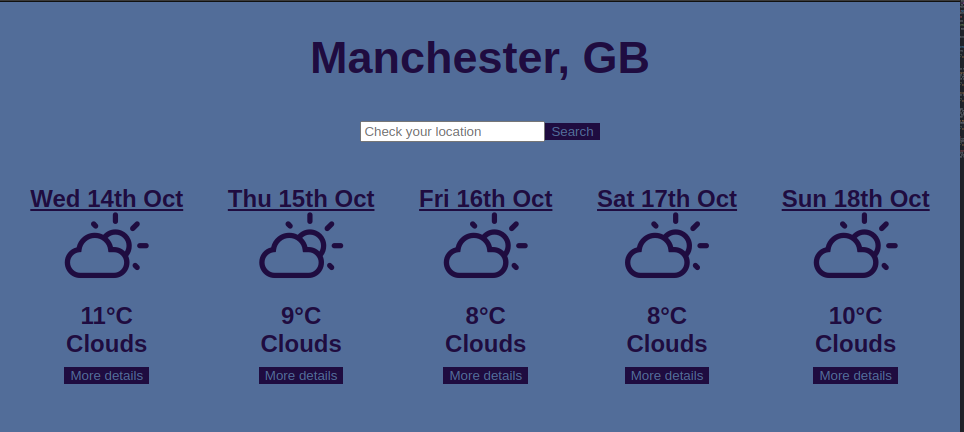 Manchester, GB
Check your location Search
Wed 14th Oct Thu 15th Oct Fri 16th Oct Sat 17th Oct Sun 18th Oct
11°C 9°C 8°C 8°C 10°C
Clouds Clouds Clouds Clouds Clouds
More details More details More details More details More details